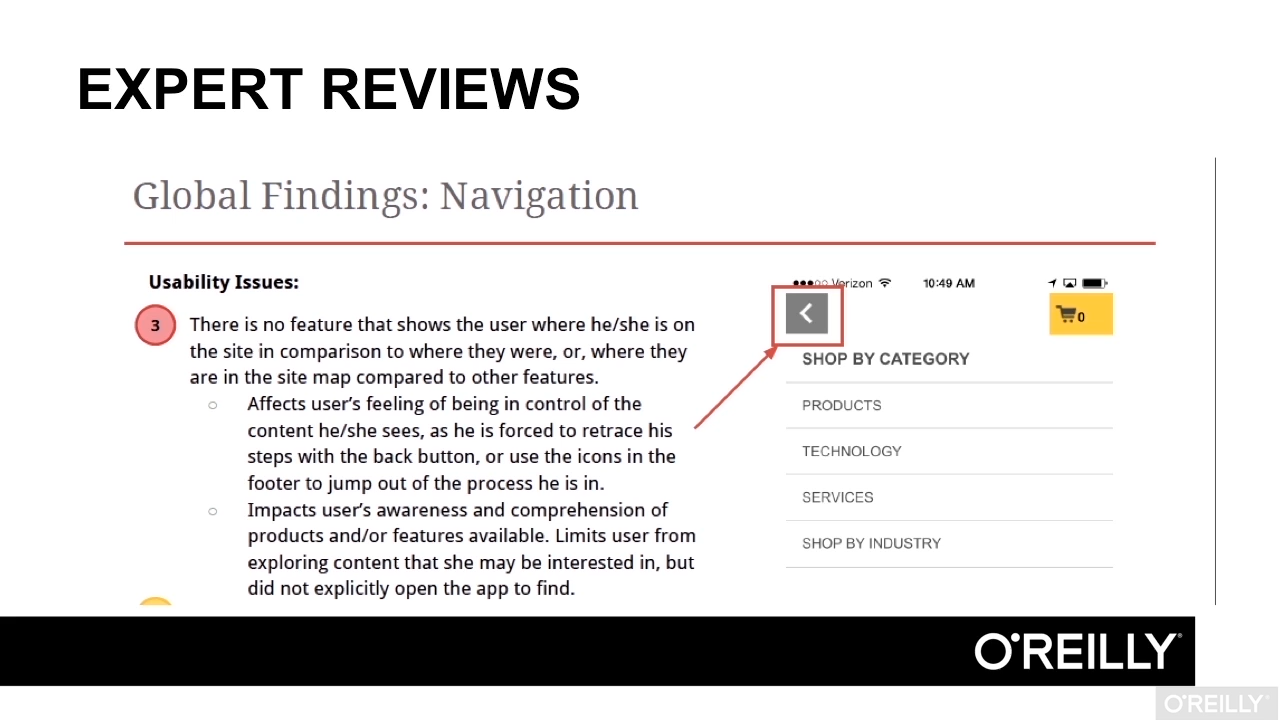 EXPERT REVIEWS
Global Findings: Navigation
Usability Issues:
3
There is no feature that shows the user where he/she is on
the site in comparison to where they were, or, where they
are in the site map compared to other features.
○ Affects user's feeling of being in control of the
content he/she sees, as he is forced to retrace his
steps with the back button, or use the icons in the
footer to jump out of the process he is in.
○ Impacts user's awareness and comprehension of
products and/or features available. Limits user from
exploring content that she may be interested in, but
did not explicitly open the app to find.
Verizon 10:49 AM
0
SHOP BY CATEGORY
PRODUCTS
TECHNOLOGY
SERVICES
SHOP BY INDUSTRY
O'REILLY®
O'REILLY